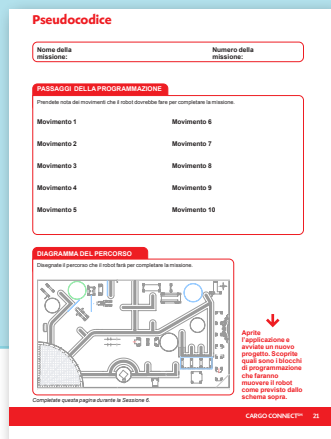 Pseudocodice
Nome della
missione:
Numero della
missione:
PASSAGGI DELLA PROGRAMMAZIONE
Prendete nota dei movimenti che il robot dovrebbe fare per completare la missione.
Movimento 1
Movimento 6
Movimento 2
Movimento 7
Movimento 3
Movimento 8
Movimento 4
Movimento 9
Movimento 5
Movimento 10
DIAGRAMMA DEL PERCORSO
Disegnate il percorso che il robot farà per completare la missione.
Aprite
l'applicazione e
avviate un nuovo
progetto. Scoprite
quali sono i blocchi
di programmazione
che faranno
muovere il robot
come previsto dallo
schema sopra.
Completate questa pagina durante la Sessione 6.
CARGO CONNECT℠ 21